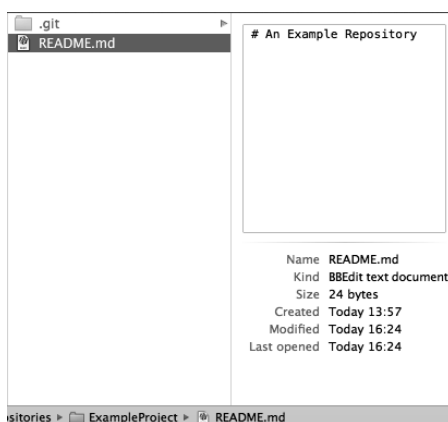 .git
README.md
# An Example Repository
Name README.md
Kind BBEdit text document
Size 24 bytes
Created Today 13:57
Modified Today 16:24
Last opened Today 16:24
sitories ▸ ExampleProject ▸ README.md